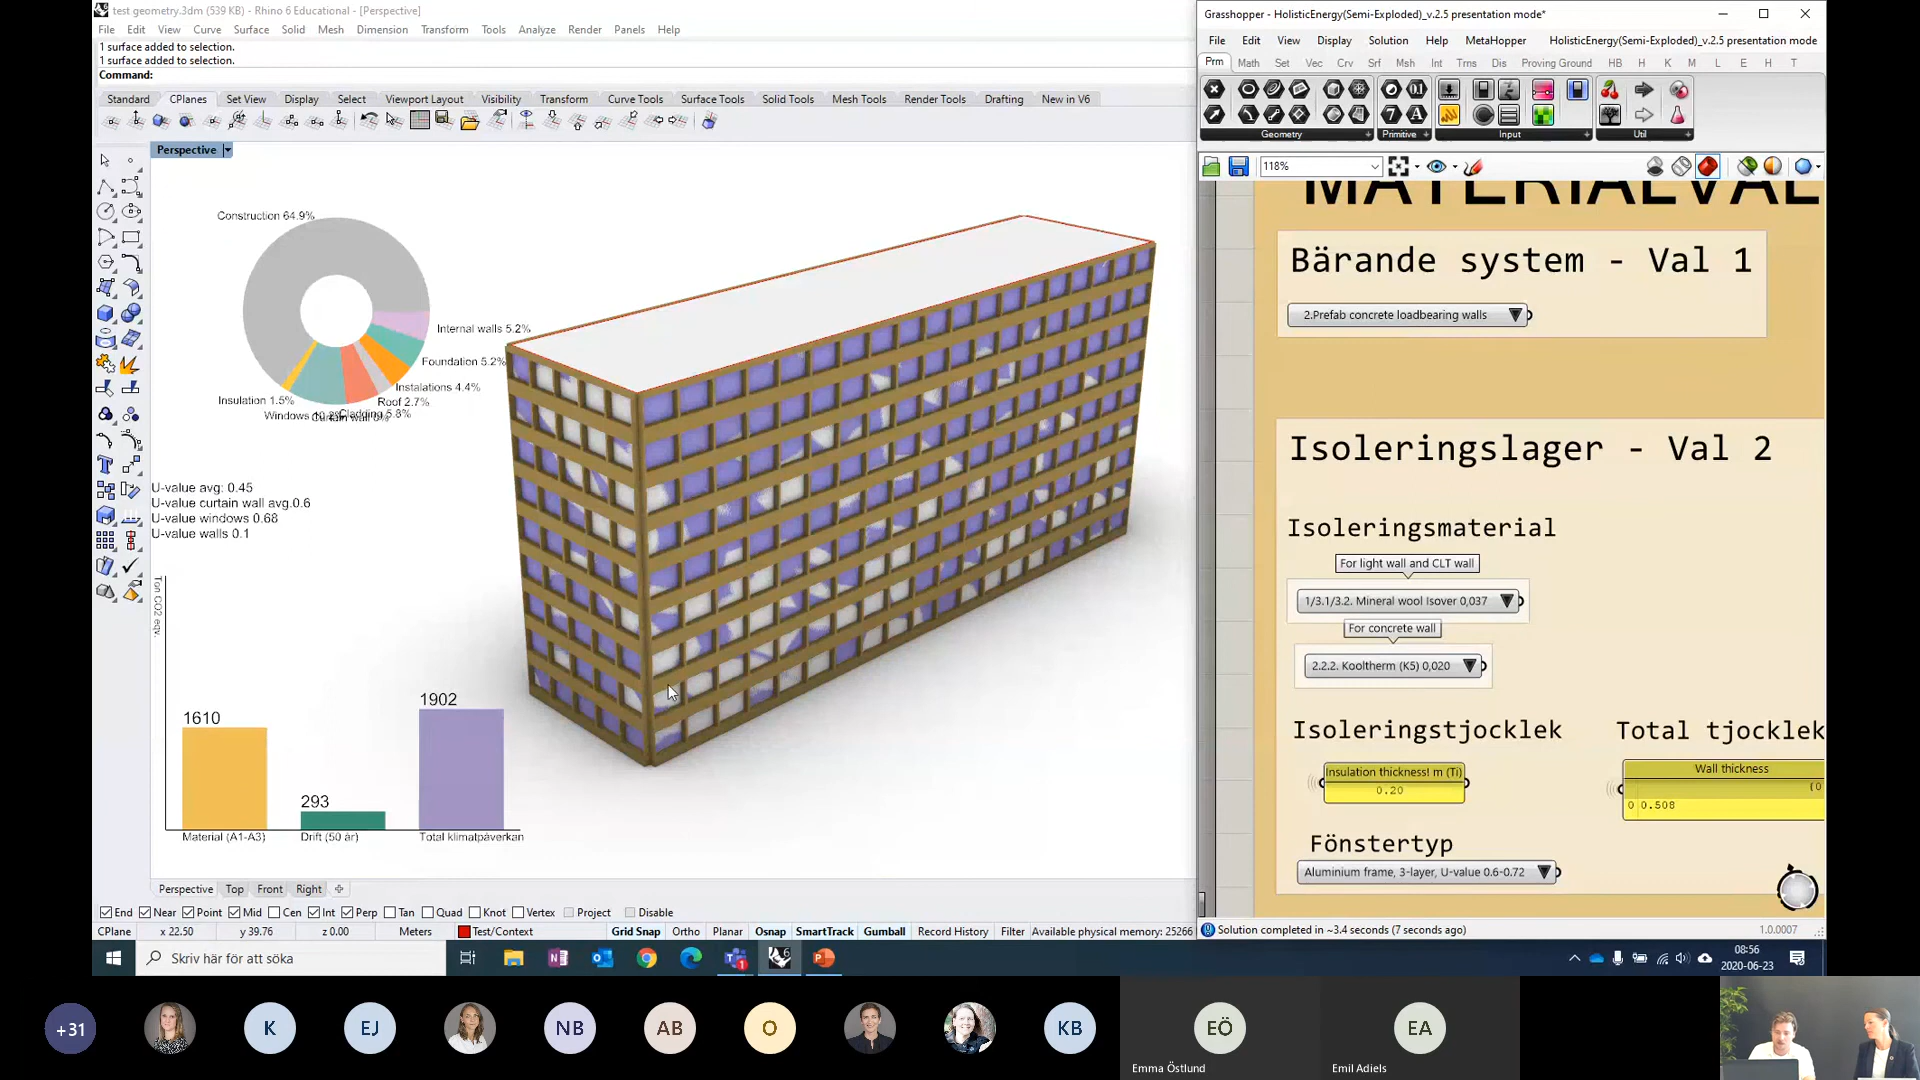 test geometry.3dm (539 KB) - Rhino 6 Educational - [Perspective]
File Edit View Curve Surface Solid Mesh Dimension Transform Tools Analyze Render Panels Help
1 surface added to selection.
1 surface added to selection.
Command:
Standard CPlanes Set View Display Select Viewport Layout Visibility Transform Curve Tools Surface Tools Solid Tools Mesh Tools Render Tools Drafting New in V6
Perspective
Construction 64.9%
Internal walls 5.2%
Foundation 5.2%
Instalations 4.4%
Roof 2.7%
Cladding 5.8%
Insulation 1.5%
Windows
U-value avg: 0.45
U-value curtain wall avg.0.6
U-value windows 0.68
U-value walls 0.1
Ton CO2 eqv.
1610
293
1902
Material (A1-A3) Drift (50 år) Total klimatpåverkan
Perspective Top Front Right
End Near Point Mid Cen Int Perp Tan Quad Knot Vertex Project Disable
CPlane x 22.50 y 39.76 z 0.00 Meters Test/Context Grid Snap Ortho Planar Osnap SmartTrack Gumball Record History Filter Available physical memory: 25266
Grasshopper - HolisticEnergy(Semi-Exploded)_v.2.5 presentation mode*
File Edit View Display Solution Help MetaHopper HolisticEnergy(Semi-Exploded)_v.2.5 presentation mode
Prm Math Set Vec Crv Srf Msh Int Trns Dis Proving Ground HB H K M L E H T
Geometry Primitive Input Util
118%
MATERIALVAL
Bärande system - Val 1
2.Prefab concrete loadbearing walls
Isoleringslager - Val 2
Isoleringsmaterial
For light wall and CLT wall
1/3.1/3.2. Mineral wool Isover 0,037
For concrete wall
2.2.2. Kooltherm (K5) 0,020
Isoleringstjocklek Total tjocklek
Insulation thickness! m (Ti)
0.20
Wall thickness
{0
0 0.508
Fönstertyp
Aluminium frame, 3-layer, U-value 0.6-0.72
Solution completed in ~3.4 seconds (7 seconds ago)
1.0.0007
Skriv här för att söka
08:56
2020-06-23
+31 K EJ NB AB O KB EÖ EA
Emma Östlund
Emil Adiels